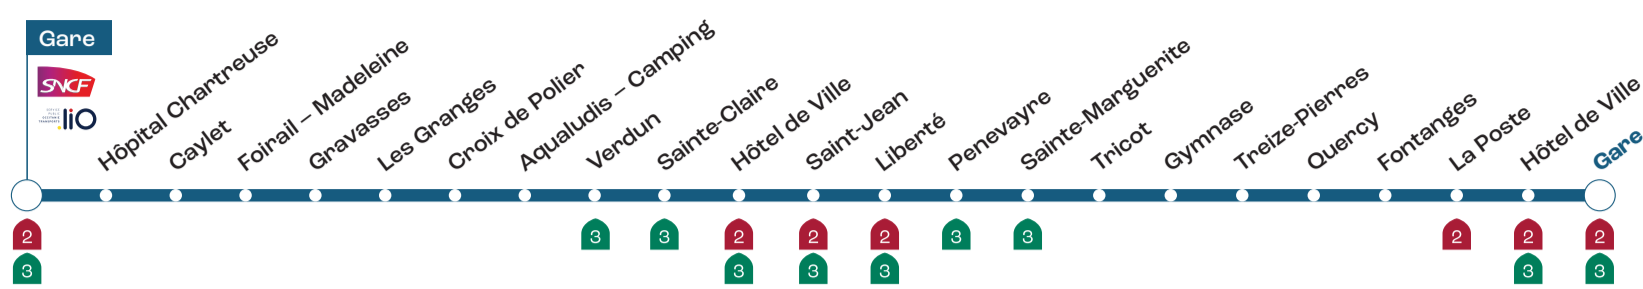 Gare
SNCF
liO
Hôpital Chartreuse
Caylet
Foirail – Madeleine
Gravasses
Les Granges
Croix de Polier
Aqualudis – Camping
Verdun
Sainte-Claire
Hôtel de Ville
Saint-Jean
Liberté
Penevayre
Sainte-Marguerite
Tricot
Gymnase
Treize-Pierres
Quercy
Fontanges
La Poste
Hôtel de Ville
Gare
2
3
3
3
2
3
2
3
2
3
3
3
2
2
3
2
3